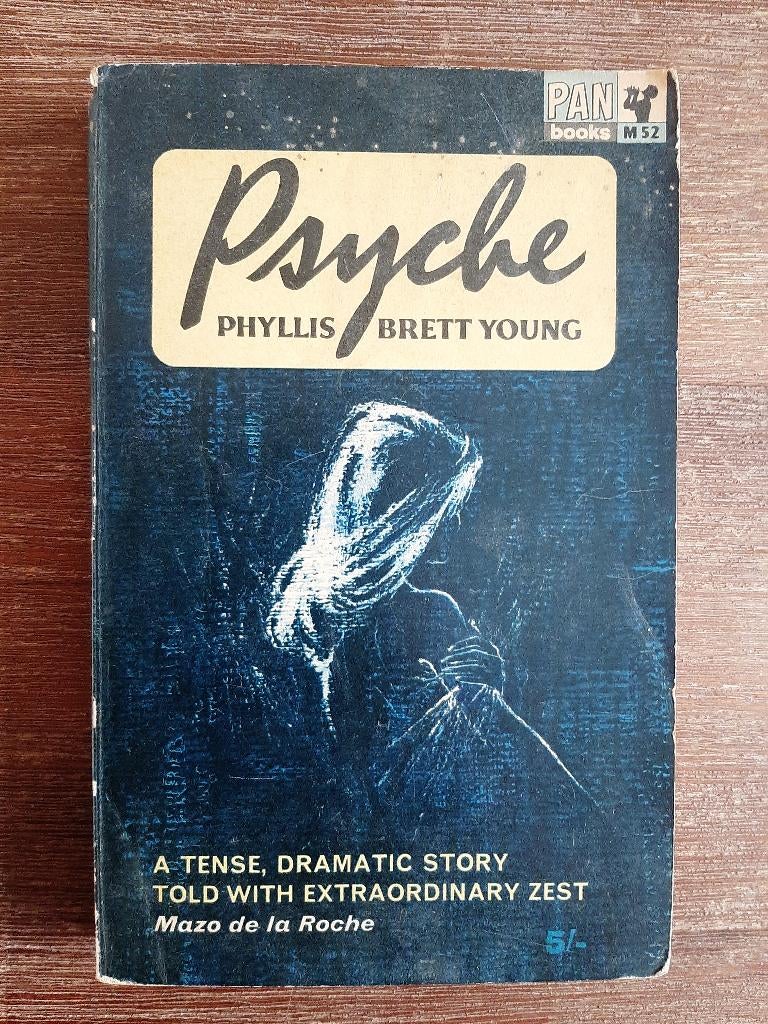 PAN
books M 52
Psyche
PHYLLIS BRETT YOUNG
A TENSE, DRAMATIC STORY
TOLD WITH EXTRAORDINARY ZEST
Mazo de la Roche
5/-